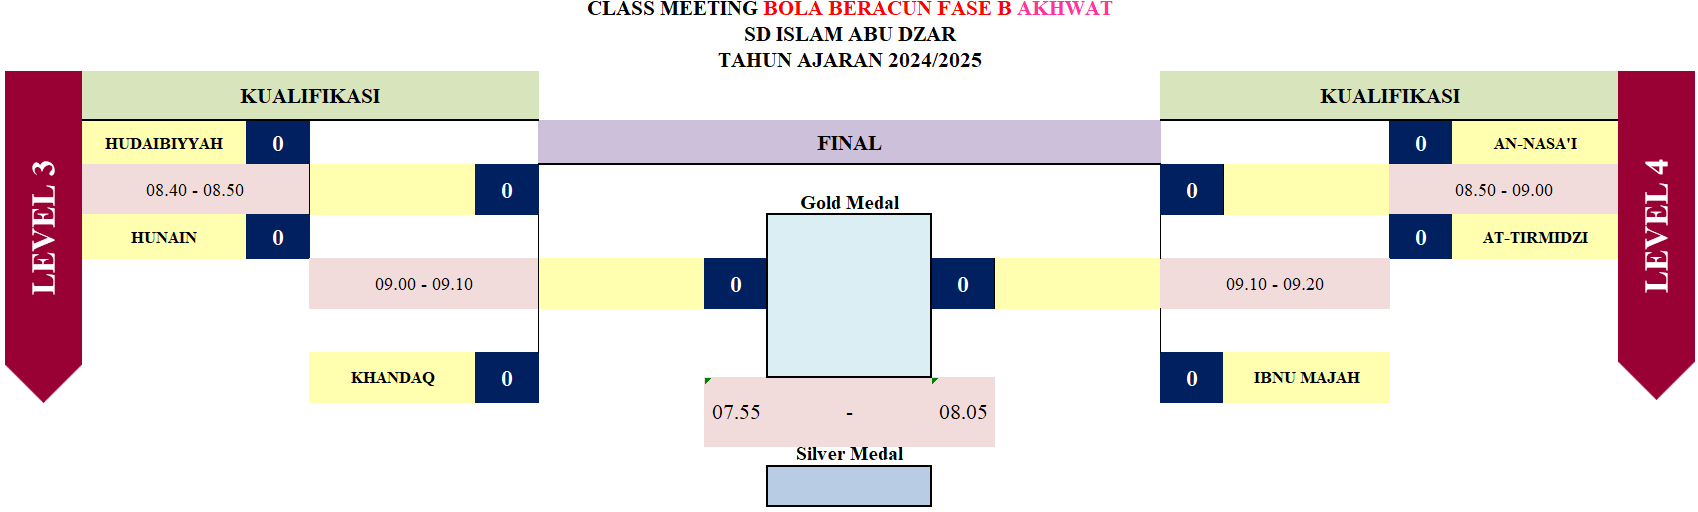 CLASS MEETING BOLA BERACUN FASE B AKHWAT
SD ISLAM ABU DZAR
TAHUN AJARAN 2024/2025
LEVEL 3
KUALIFIKASI
HUDAIBIYYAH 0
08.40 - 08.50
0
HUNAIN 0
09.00 - 09.10
KHANDAQ 0
FINAL
Gold Medal
0 0
07.55 - 08.05
Silver Medal
KUALIFIKASI
0 AN-NASA'I
0
08.50 - 09.00
0 AT-TIRMIDZI
09.10 - 09.20
0 IBNU MAJAH
LEVEL 4